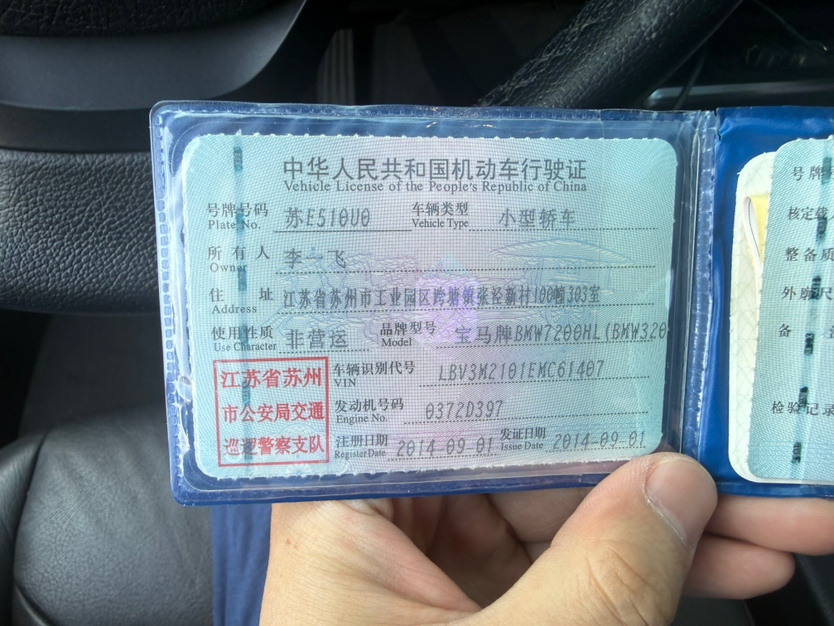 中华人民共和国机动车行驶证
Vehicle License of the People's Republic of China
号牌号码 苏E510U0 车辆类型 小型轿车
Plate No. Vehicle Type
所有人 李一飞
Owner
住址 江苏省苏州市工业园区跨塘镇张泾新村100幢303室
Address
使用性质 非营运 品牌型号 宝马牌BMW7200HL(BMW320
Use Character Model
江苏省苏州
市公安局交通
巡逻警察支队
车辆识别代号 LBV3M2101EMC61407
VIN
发动机号码 0372D397
Engine No.
注册日期 2014-09-01 发证日期 2014-09-01
Register Date Issue Date
号牌
核定载
整备质
外廓尺
备
检验记录